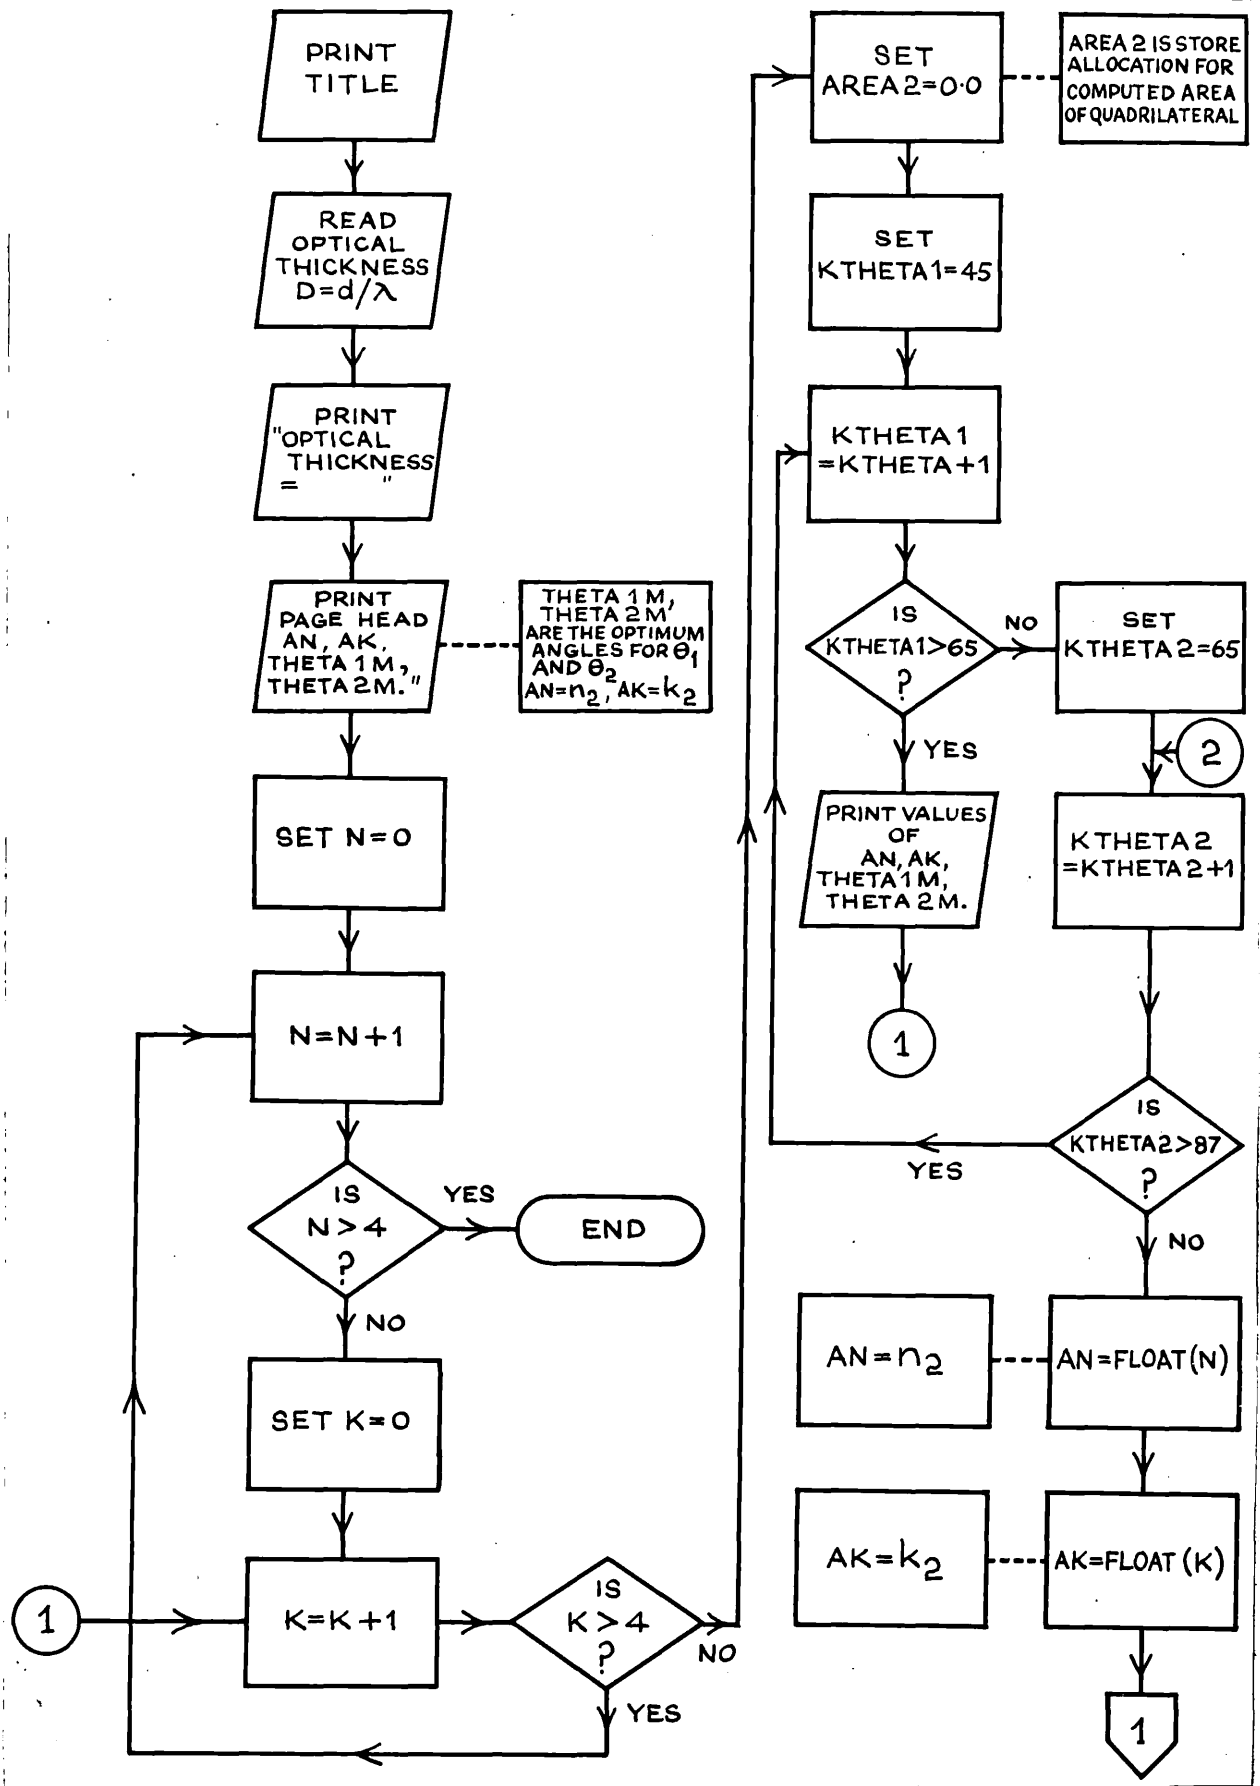 PRINT
TITLE
READ
OPTICAL
THICKNESS
D=d/λ
PRINT
"OPTICAL
THICKNESS
= "
PRINT
PAGE HEAD
AN, AK,
THETA 1 M,
THETA 2M."
THETA 1 M,
THETA 2 M
ARE THE OPTIMUM
ANGLES FOR θ1
AND θ2
AN=n2, AK=k2
SET N=0
N=N+1
IS
N>4
?
YES
END
NO
SET K=0
1
K=K+1
IS
K>4
?
NO
YES
SET
AREA 2=0·0
AREA 2 IS STORE
ALLOCATION FOR
COMPUTED AREA
OF QUADRILATERAL
SET
KTHETA 1=45
KTHETA 1
=KTHETA+1
IS
KTHETA1>65
?
NO
SET
KTHETA 2=65
YES
2
PRINT VALUES
OF
AN, AK,
THETA 1M,
THETA 2 M.
1
KTHETA 2
=KTHETA2+1
IS
KTHETA2>87
?
YES
NO
AN=n2
AN=FLOAT(N)
AK=k2
AK=FLOAT(K)
1